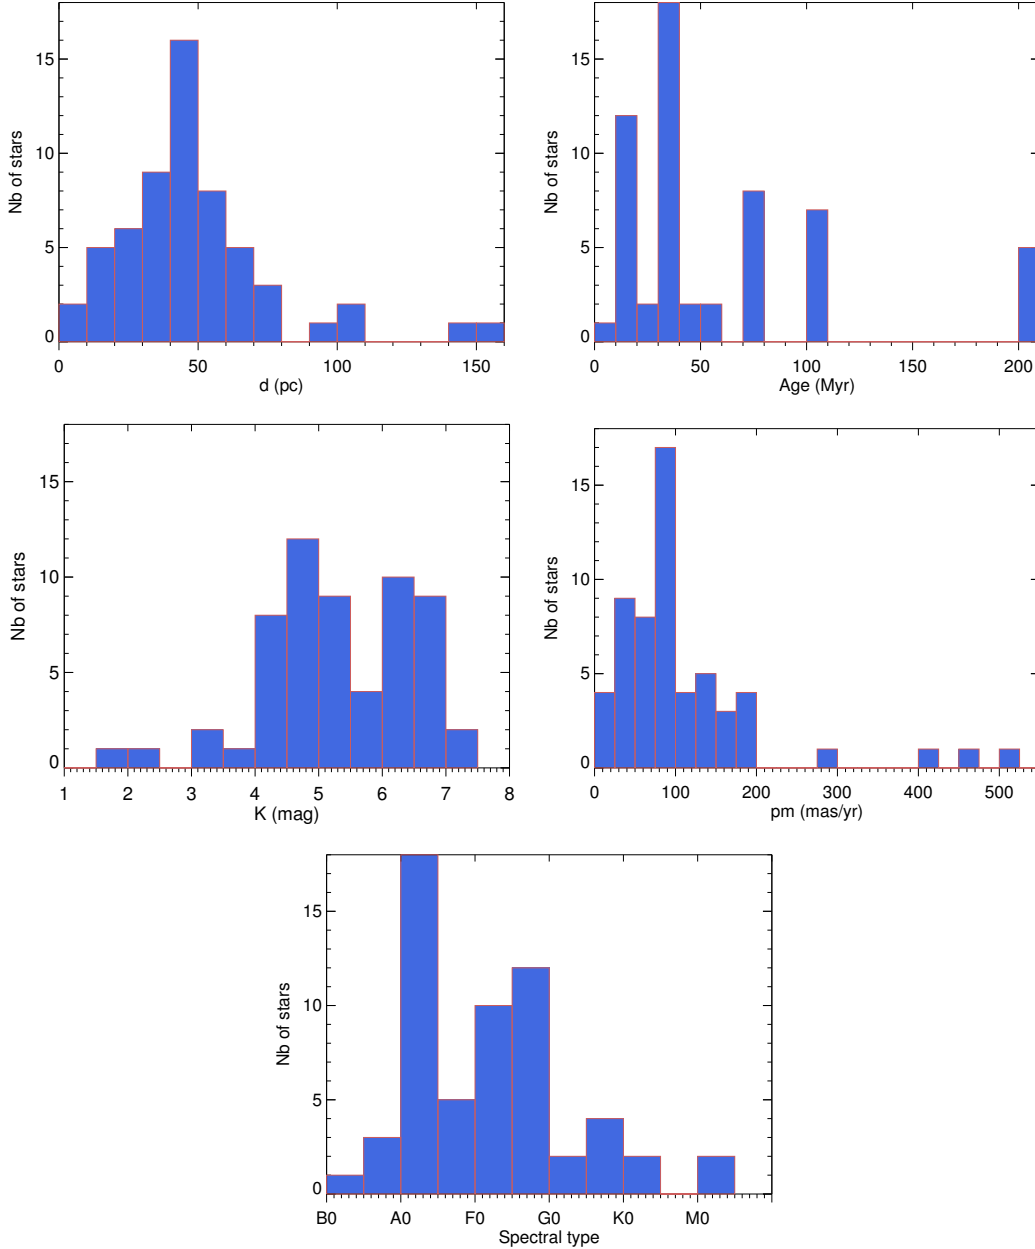 15
10
5
0
Nb of stars
0 50 100 150
d (pc)
15
10
5
0
Nb of stars
0 50 100 150 200
Age (Myr)
15
10
5
0
Nb of stars
1 2 3 4 5 6 7 8
K (mag)
15
10
5
0
Nb of stars
0 100 200 300 400 500
pm (mas/yr)
15
10
5
0
Nb of stars
B0 A0 F0 G0 K0 M0
Spectral type